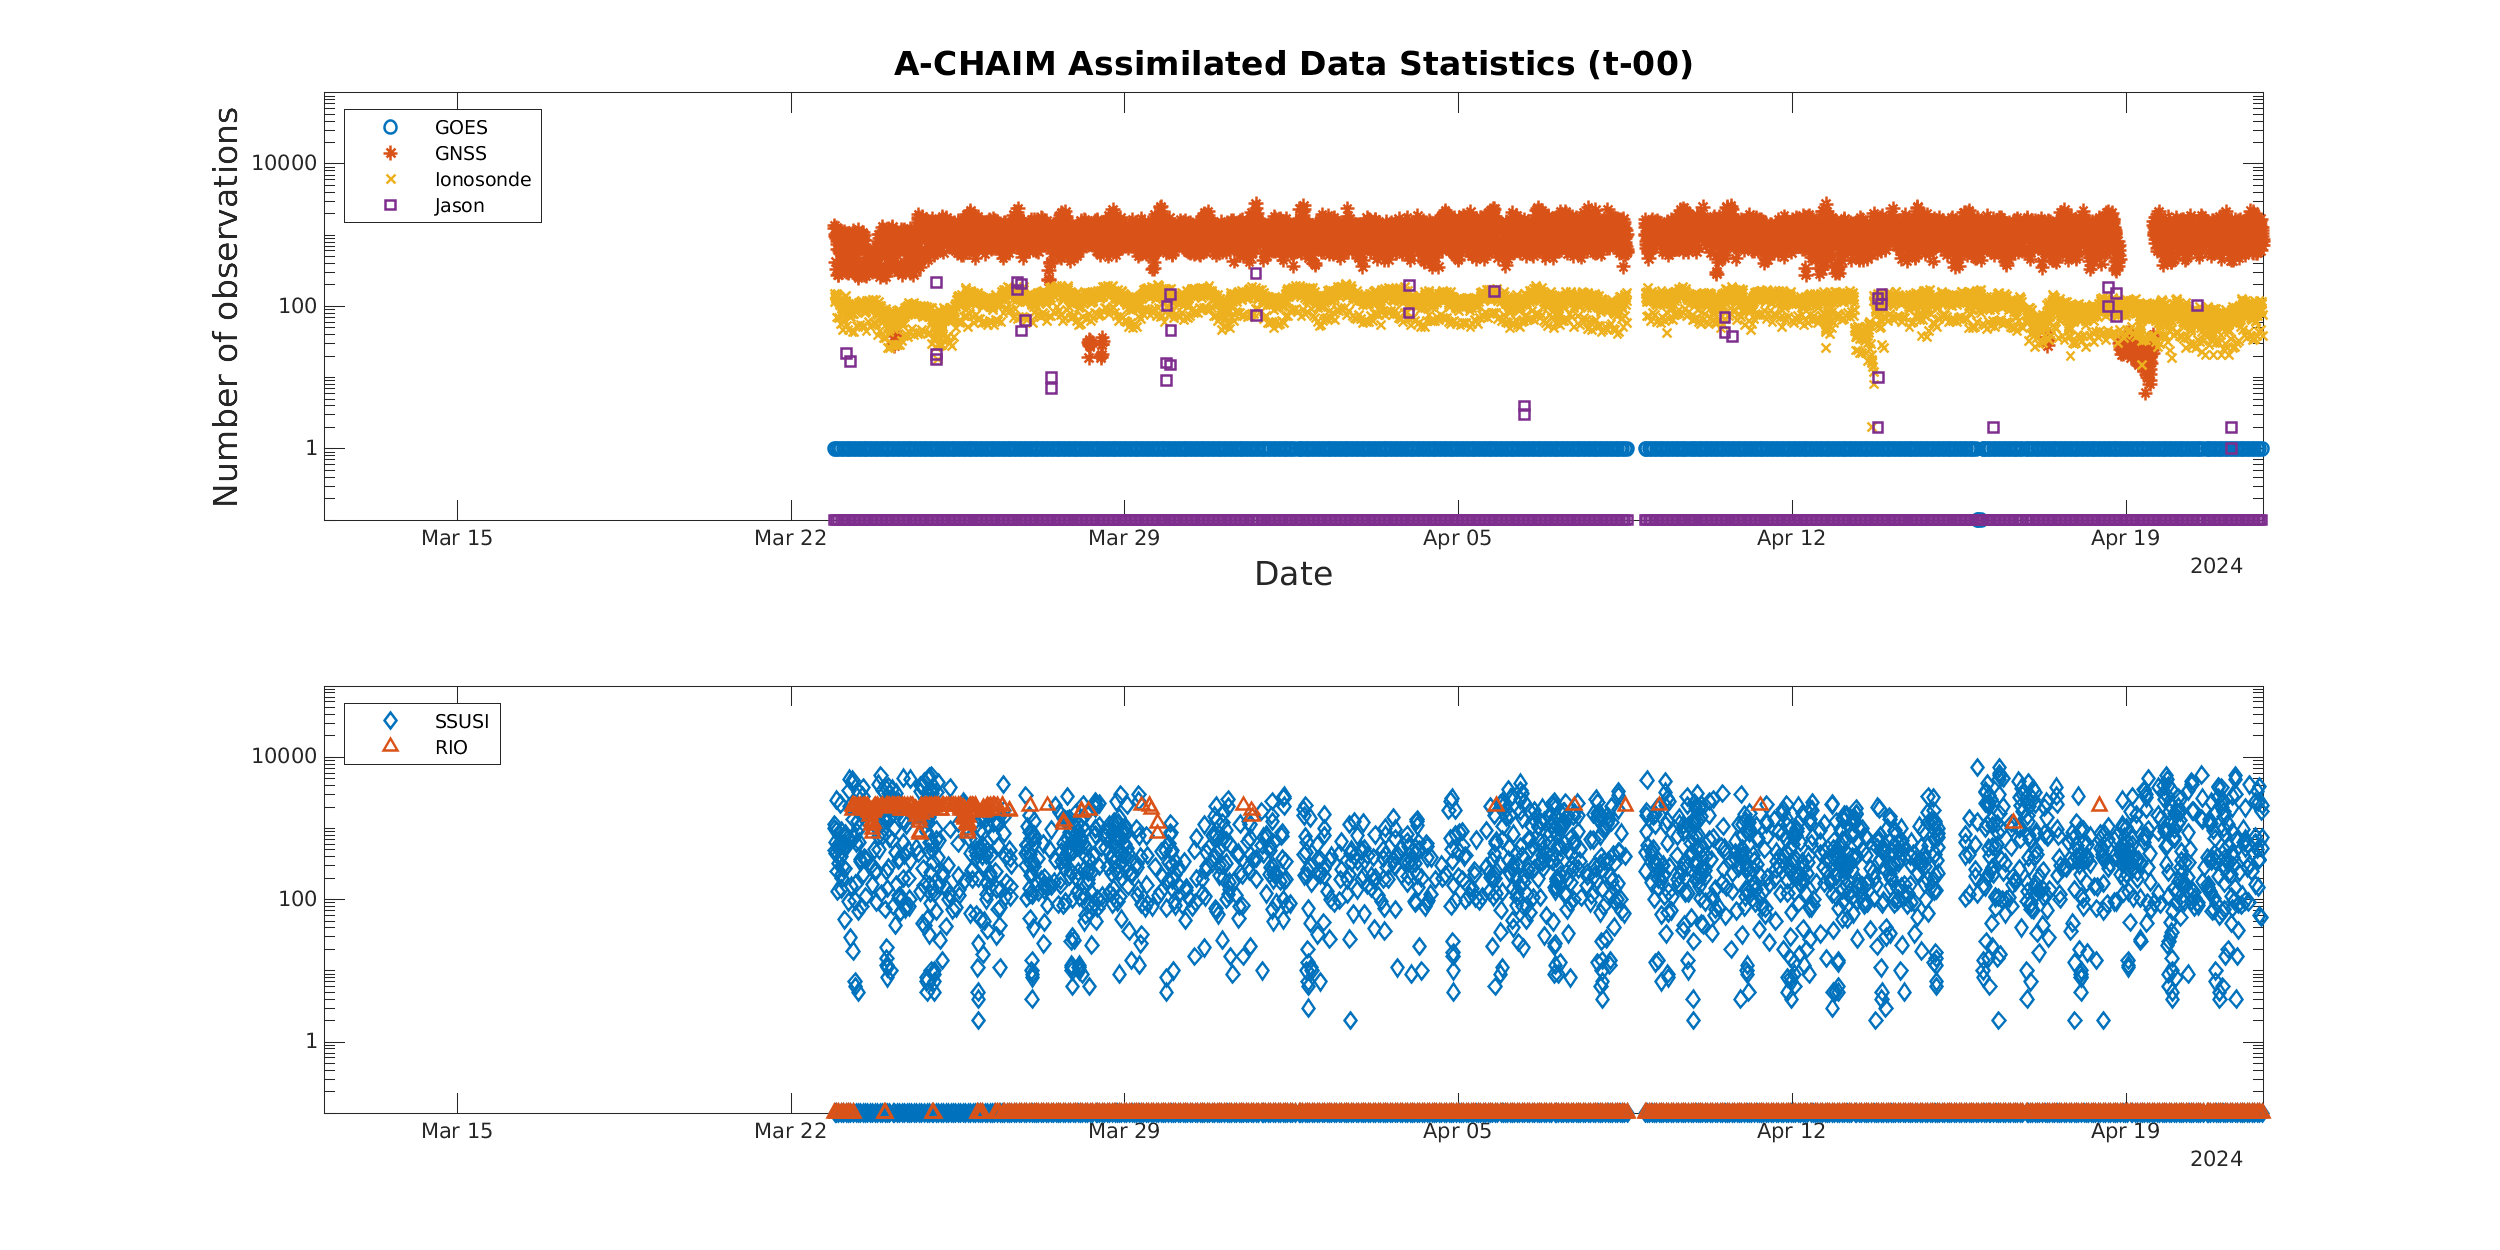 A-CHAIM Assimilated Data Statistics (t-00)
Number of observations
10000
100
1
GOES
GNSS
Ionosonde
Jason
Mar 15 Mar 22 Mar 29 Apr 05 Apr 12 Apr 19
2024
Date
10000
100
1
SSUSI
RIO
Mar 15 Mar 22 Mar 29 Apr 05 Apr 12 Apr 19
2024